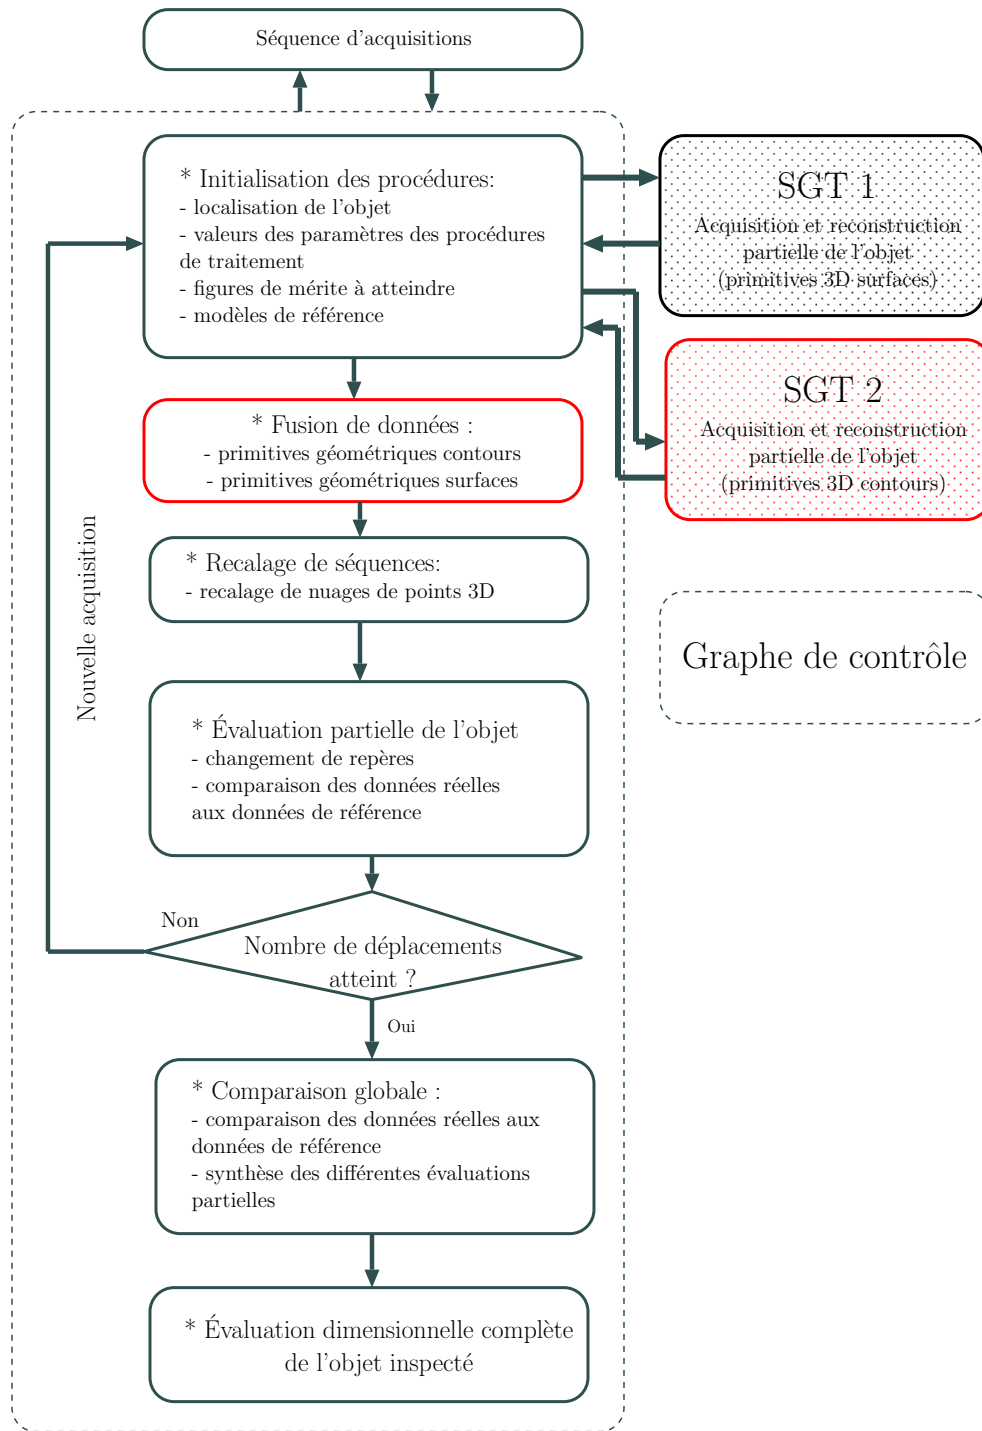 Séquence d'acquisitions
* Initialisation des procédures:
- localisation de l'objet
- valeurs des paramètres des procédures
de traitement
- figures de mérite à atteindre
- modèles de référence
SGT 1
Acquisition et reconstruction
partielle de l'objet
(primitives 3D surfaces)
SGT 2
Acquisition et reconstruction
partielle de l'objet
(primitives 3D contours)
* Fusion de données :
- primitives géométriques contours
- primitives géométriques surfaces
* Recalage de séquences:
- recalage de nuages de points 3D
Graphe de contrôle
Nouvelle acquisition
* Évaluation partielle de l'objet
- changement de repères
- comparaison des données réelles
aux données de référence
Non
Nombre de déplacements
atteint ?
Oui
* Comparaison globale :
- comparaison des données réelles aux
données de référence
- synthèse des différentes évaluations
partielles
* Évaluation dimensionnelle complète
de l'objet inspecté